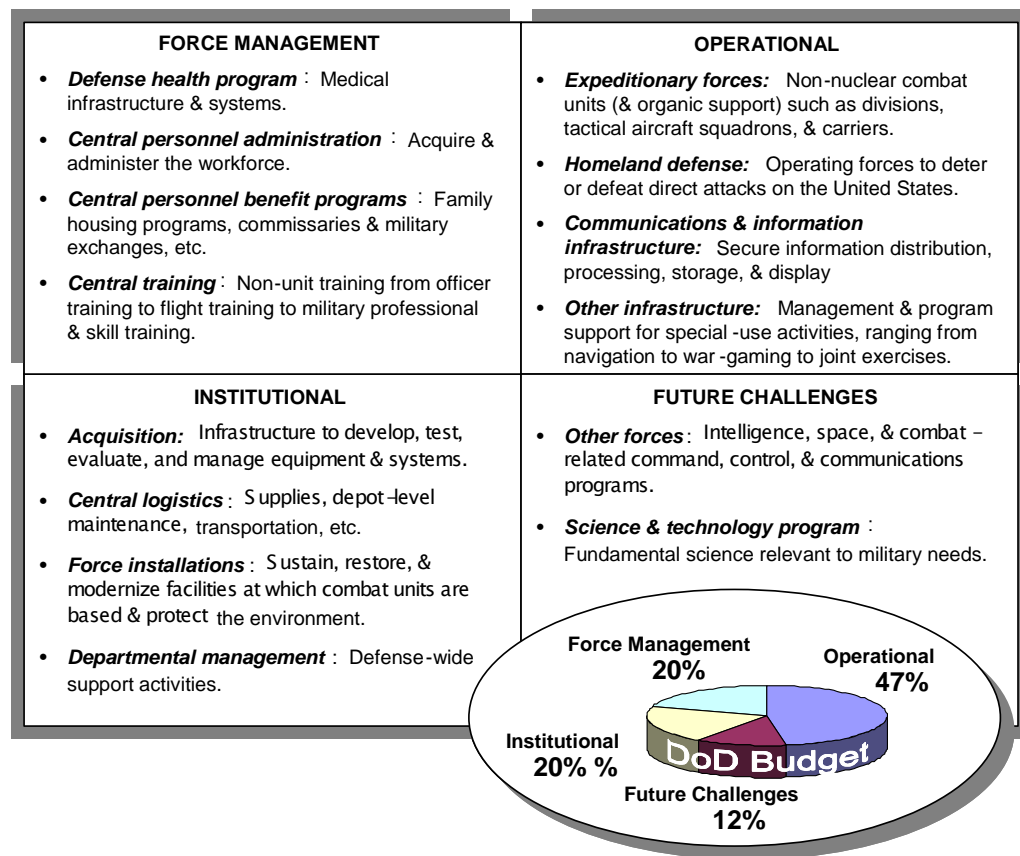 FORCE MANAGEMENT
• Defense health program : Medical
infrastructure & systems.
• Central personnel administration : Acquire &
administer the workforce.
• Central personnel benefit programs : Family
housing programs, commissaries & military
exchanges, etc.
• Central training : Non-unit training from officer
training to flight training to military professional
& skill training.
OPERATIONAL
• Expeditionary forces: Non-nuclear combat
units (& organic support) such as divisions,
tactical aircraft squadrons, & carriers.
• Homeland defense: Operating forces to deter
or defeat direct attacks on the United States.
• Communications & information
infrastructure: Secure information distribution,
processing, storage, & display
• Other infrastructure: Management & program
support for special -use activities, ranging from
navigation to war -gaming to joint exercises.
INSTITUTIONAL
• Acquisition: Infrastructure to develop, test,
evaluate, and manage equipment & systems.
• Central logistics : Supplies, depot-level
maintenance, transportation, etc.
• Force installations : Sustain, restore, &
modernize facilities at which combat units are
based & protect the environment.
• Departmental management : Defense-wide
support activities.
FUTURE CHALLENGES
• Other forces : Intelligence, space, & combat –
related command, control, & communications
programs.
• Science & technology program :
Fundamental science relevant to military needs.
Force Management
20%
Operational
47%
Institutional
20% %
DoD Budget
Future Challenges
12%